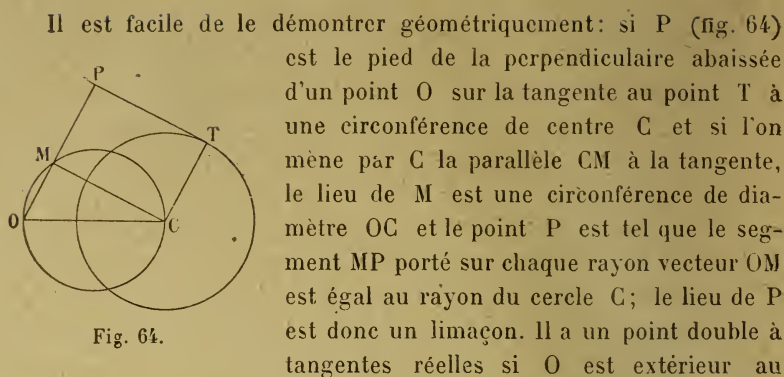 Il est facile de le démontrer géométriquement: si P (fig. 64)
est le pied de la perpendiculaire abaissée
d'un point O sur la tangente au point T à
une circonférence de centre C et si l'on
mène par C la parallèle CM à la tangente,
le lieu de M est une circonférence de dia-
mètre OC et le point P est tel que le seg-
ment MP porté sur chaque rayon vecteur OM
est égal au rayon du cercle C; le lieu de P
est donc un limaçon. Il a un point double à
tangentes réelles si O est extérieur au
P
T
M
O
C
Fig. 64.